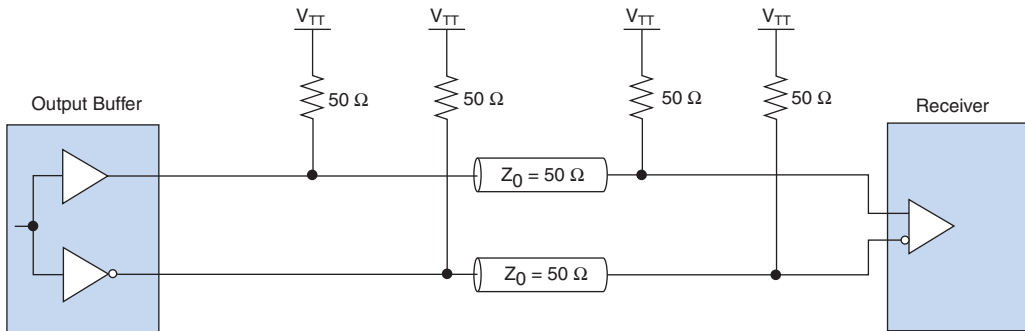 V_TT V_TT V_TT V_TT
50 Ω 50 Ω 50 Ω 50 Ω
Output Buffer
Receiver
Z_0 = 50 Ω
Z_0 = 50 Ω